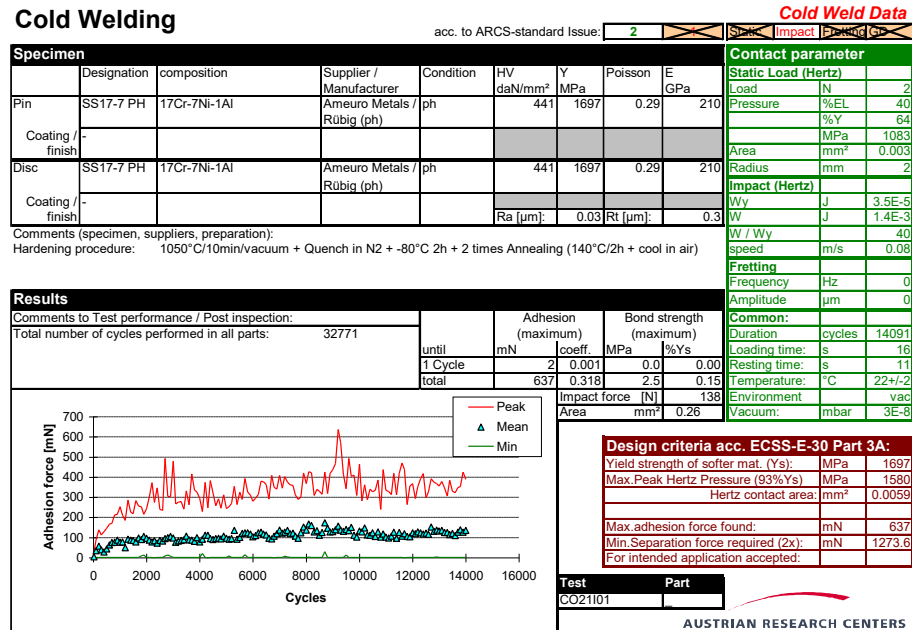 Cold Welding
Cold Weld Data
acc. to ARCS-standard Issue: 2 Static Impact Fretting
Specimen
Designation composition Supplier / Manufacturer Condition HV daN/mm² Y MPa Poisson E GPa
Pin SS17-7 PH 17Cr-7Ni-1Al Ameuro Metals / Rübig (ph) ph 441 1697 0.29 210
Coating / finish -
Disc SS17-7 PH 17Cr-7Ni-1Al Ameuro Metals / Rübig (ph) ph 441 1697 0.29 210
Coating / finish -
Ra [µm]: 0.03 Rt [µm]: 0.3
Comments (specimen, suppliers, preparation):
Hardening procedure: 1050°C/10min/vacuum + Quench in N2 + -80°C 2h + 2 times Annealing (140°C/2h + cool in air)
Contact parameter
Static Load (Hertz)
Load N 2
Pressure %EL 40
%Y 64
MPa 1083
Area mm² 0.003
Radius mm 2
Impact (Hertz)
Wy J 3.5E-5
W J 1.4E-3
W / Wy 40
speed m/s 0.08
Fretting
Frequency Hz 0
Amplitude µm 0
Common:
Duration cycles 14091
Loading time: s 16
Resting time: s 11
Temperature: °C 22+/-2
Environment vac
Vacuum: mbar 3E-8
Results
Comments to Test performance / Post inspection:
Total number of cycles performed in all parts: 32771
Adhesion (maximum) Bond strength (maximum)
until mN coeff. MPa %Ys
1 Cycle 2 0.001 0.0 0.00
total 637 0.318 2.5 0.15
Impact force [N] 138
Area mm² 0.26
Peak
Mean
Min
Adhesion force [mN]
700
600
500
400
300
200
100
0
0 2000 4000 6000 8000 10000 12000 14000 16000
Cycles
Design criteria acc. ECSS-E-30 Part 3A:
Yield strength of softer mat. (Ys): MPa 1697
Max.Peak Hertz Pressure (93%Ys) MPa 1580
Hertz contact area: mm² 0.0059
Max.adhesion force found: mN 637
Min.Separation force required (2x): mN 1273.6
For intended application accepted:
Test Part
CO21I01 _
AUSTRIAN RESEARCH CENTERS